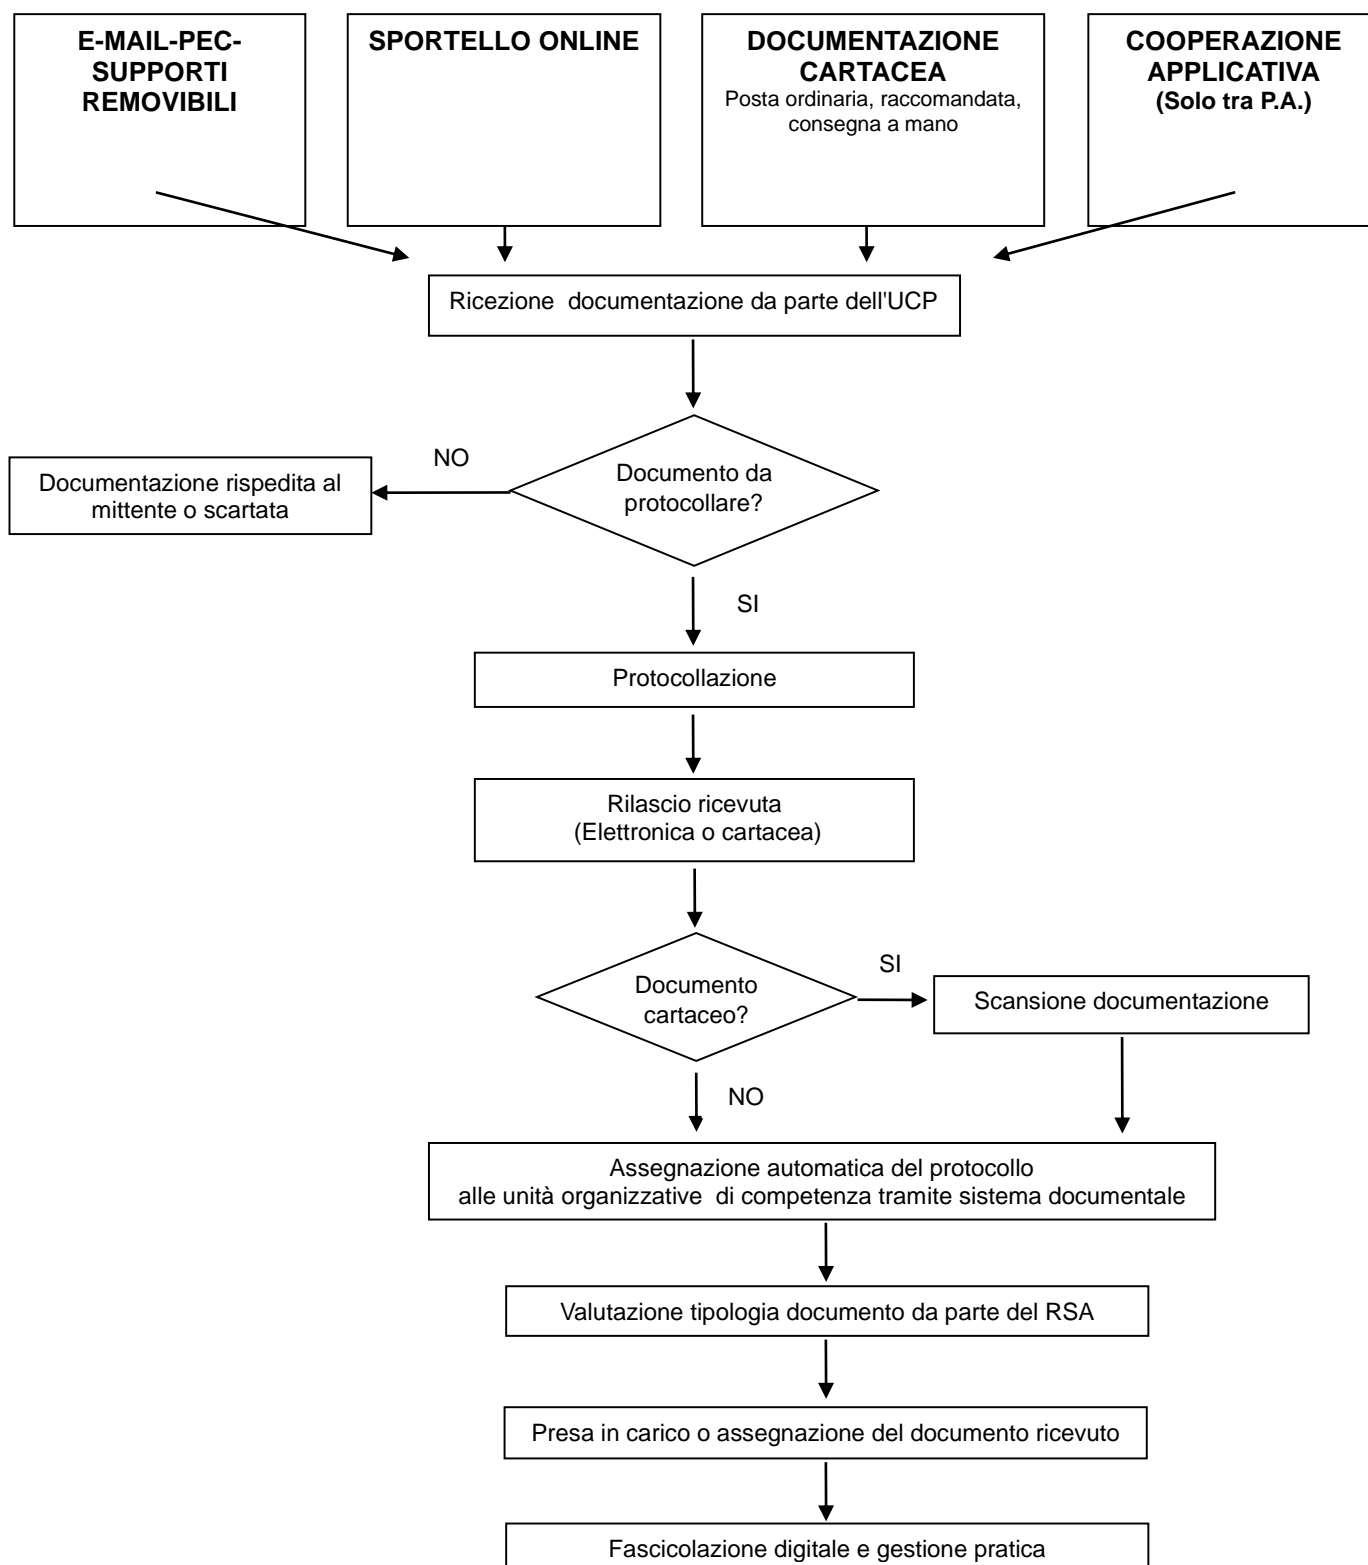 E-MAIL-PEC-
SUPPORTI
REMOVIBILI
SPORTELLO ONLINE
DOCUMENTAZIONE
CARTACEA
Posta ordinaria, raccomandata,
consegna a mano
COOPERAZIONE
APPLICATIVA
(Solo tra P.A.)
Ricezione  documentazione da parte dell'UCP
NO
Documentazione rispedita al
mittente o scartata
Documento da
protocollare?
SI
Protocollazione
Rilascio ricevuta
(Elettronica o cartacea)
Documento
cartaceo?
SI
Scansione documentazione
NO
Assegnazione automatica del protocollo
alle unità organizzative  di competenza tramite sistema documentale
Valutazione tipologia documento da parte del RSA
Presa in carico o assegnazione del documento ricevuto
Fascicolazione digitale e gestione pratica